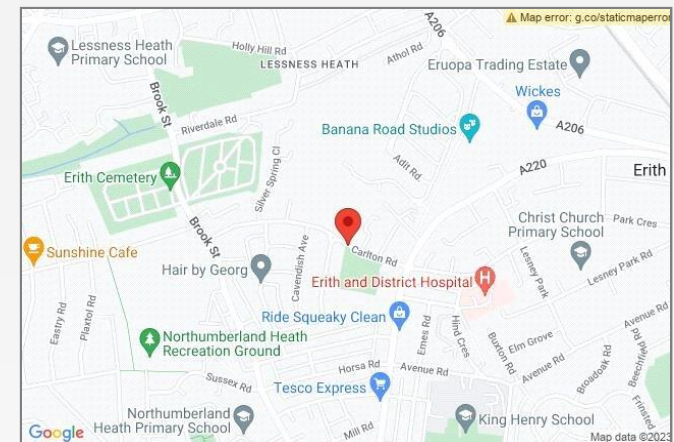 A206
Map error: g.co/staticmaperror
Lessness Heath
Primary School
Holly Hill Rd
LESSNESS HEATH
Athol Rd
Eruopa Trading Estate
Wickes
Brook St
Riverdale Rd
Banana Road Studios
A206
Adit Rd
A220
Erith
Erith Cemetery
Silver Spring Cl
Christ Church
Primary School
Park Cres
Brook St
Sunshine Cafe
Cavendish Ave
Carlton Rd
Hair by Georg
Lesney Park
Lesney Park Rd
Erith and District Hospital
Eastry Rd
Plaxtol Rd
Ride Squeaky Clean
Emes Rd
Hind Cres
Buxton Rd
Elm Grove
Avenue Rd
Northumberland Heath
Recreation Ground
Horsa Rd
Avenue Rd
Avenue Rd
Broadoak Rd
Sussex Rd
Tesco Express
Northumberland
Heath Primary School
Mill Rd
King Henry School
Google
Map data ©2023